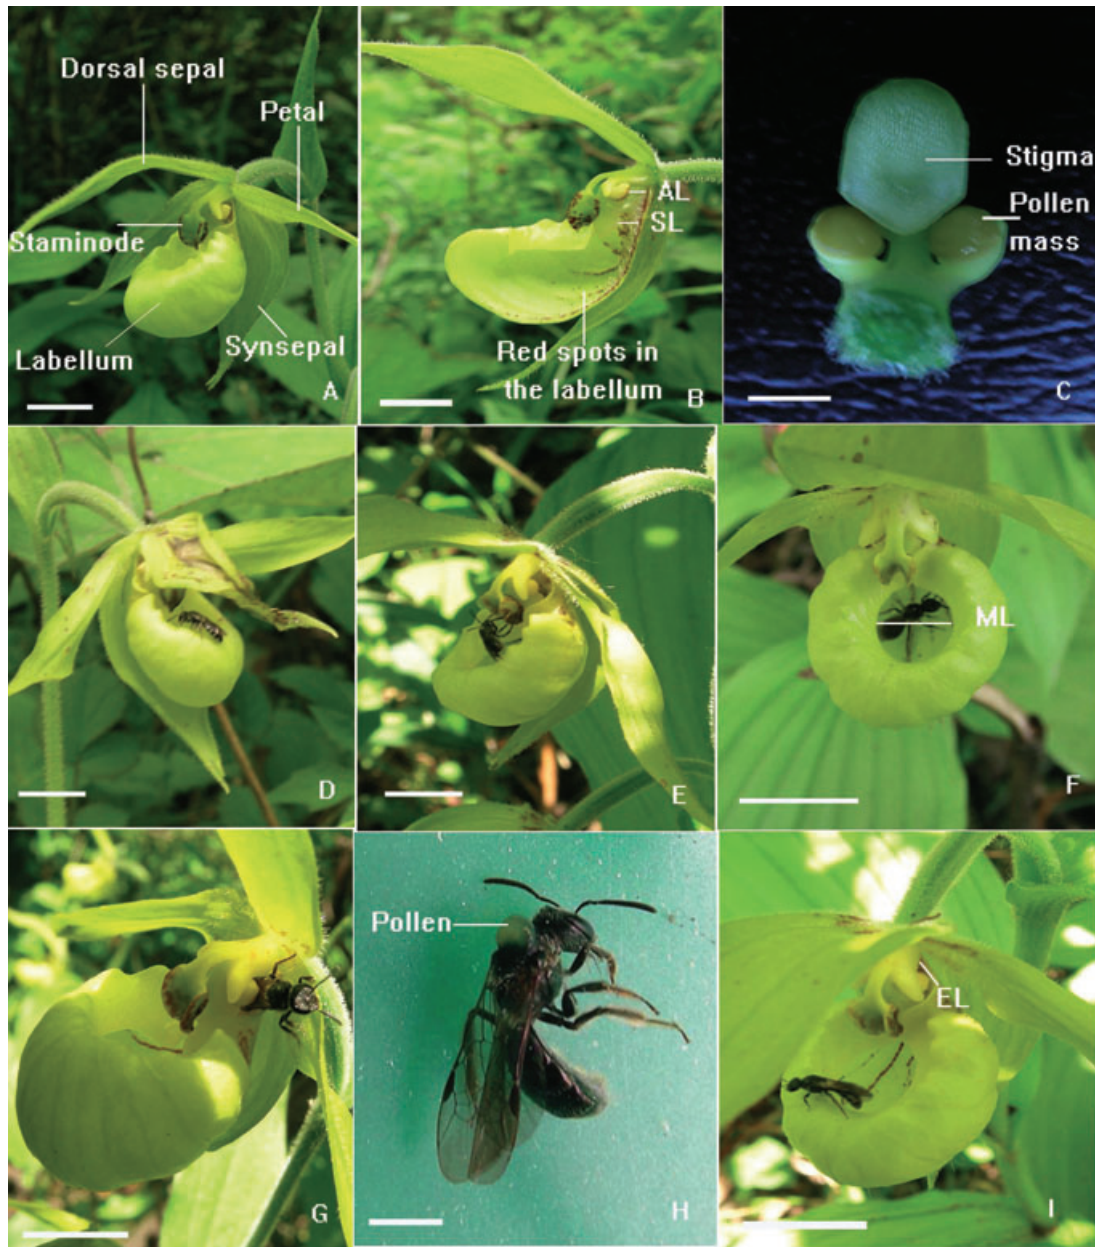 Dorsal sepal
Petal
Staminode
Labellum
Synsepal
A
AL
SL
Red spots in
the labellum
B
Stigma
Pollen
mass
C
D
E
ML
F
G
Pollen
H
EL
I